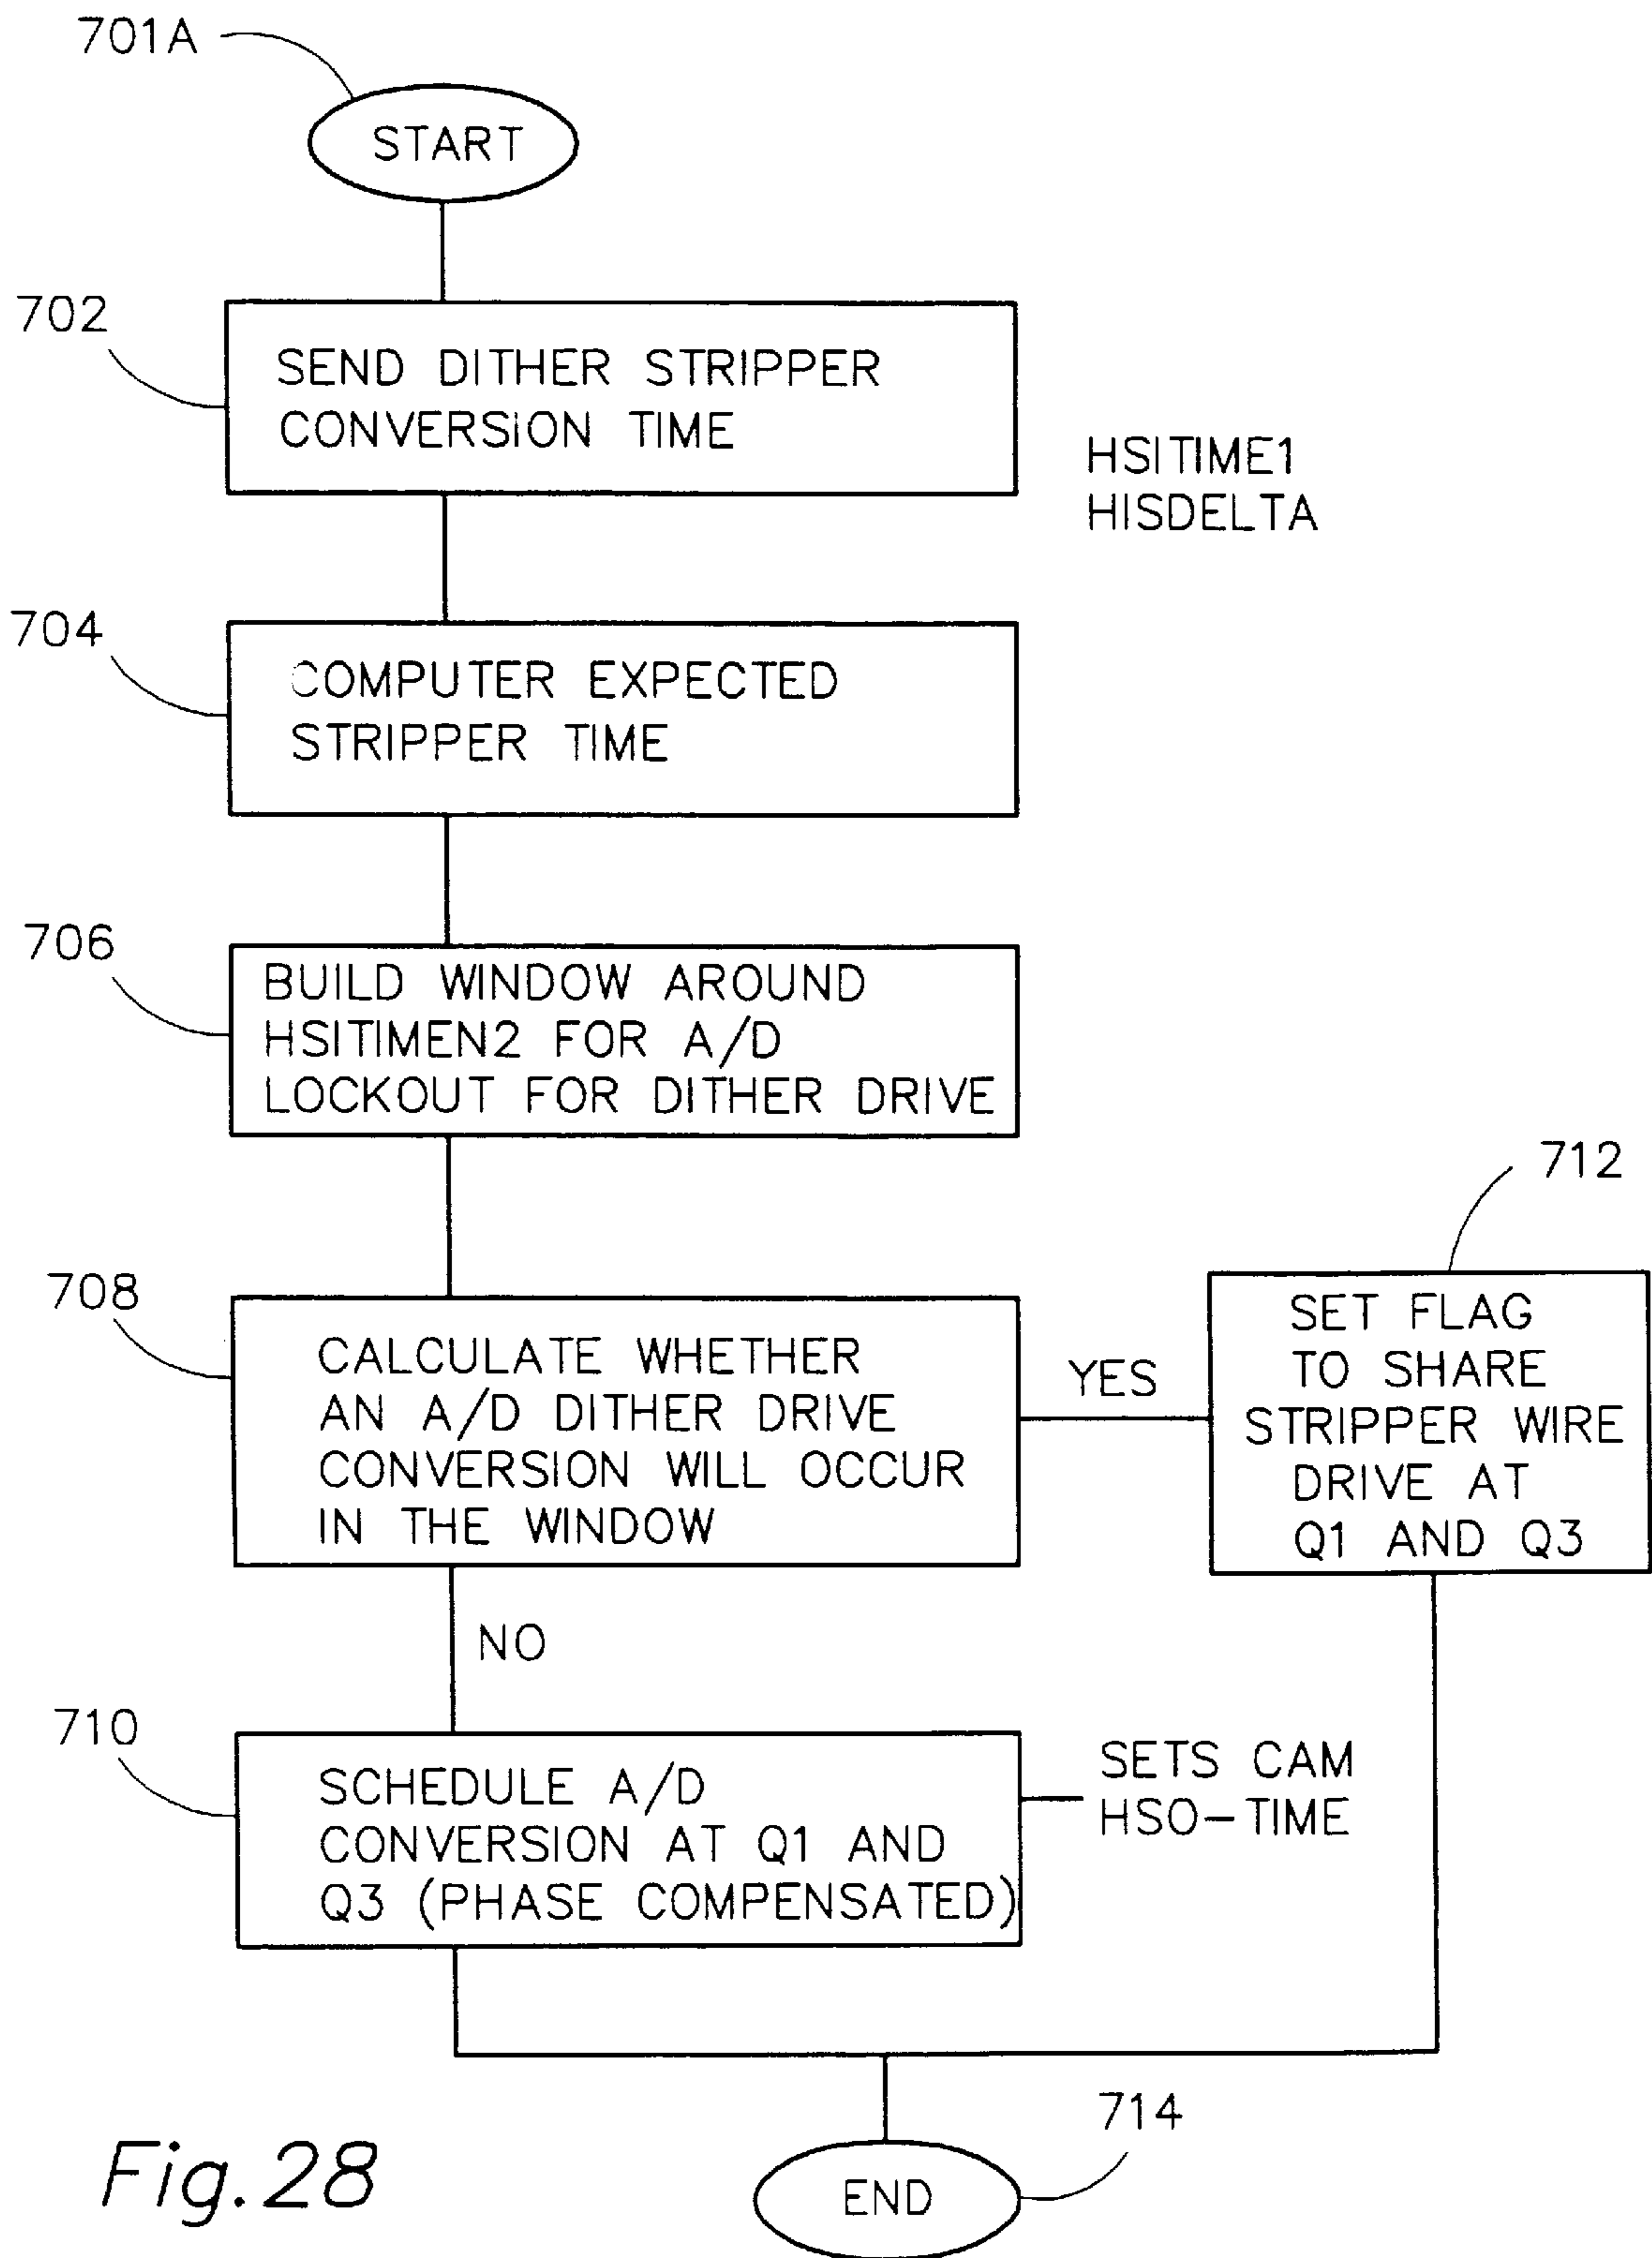 701A
START
702
SEND DITHER STRIPPER
CONVERSION TIME
HSITIME1
HISDELTA
704
COMPUTER EXPECTED
STRIPPER TIME
706
BUILD WINDOW AROUND
HSITIMEN2 FOR A/D
LOCKOUT FOR DITHER DRIVE
708
CALCULATE WHETHER
AN A/D DITHER DRIVE
CONVERSION WILL OCCUR
IN THE WINDOW
YES
712
SET FLAG
TO SHARE
STRIPPER WIRE
DRIVE AT
Q1 AND Q3
NO
710
SCHEDULE A/D
CONVERSION AT Q1 AND
Q3 (PHASE COMPENSATED)
SETS CAM
HSO-TIME
714
END
Fig.28